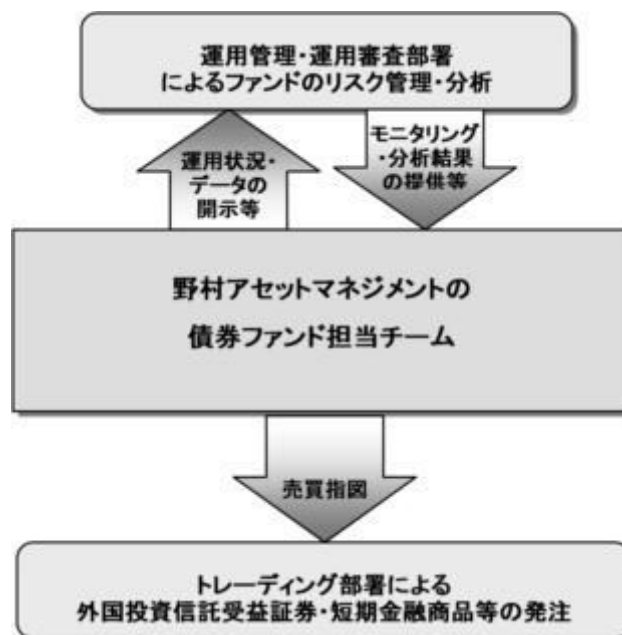 運用管理・運用審査部署
によるファンドのリスク管理・分析
運用状況・
データの
開示等
モニタリング
・分析結果
の提供等
野村アセットマネジメントの
債券ファンド担当チーム
売買指図
トレーディング部署による
外国投資信託受益証券・短期金融商品等の発注